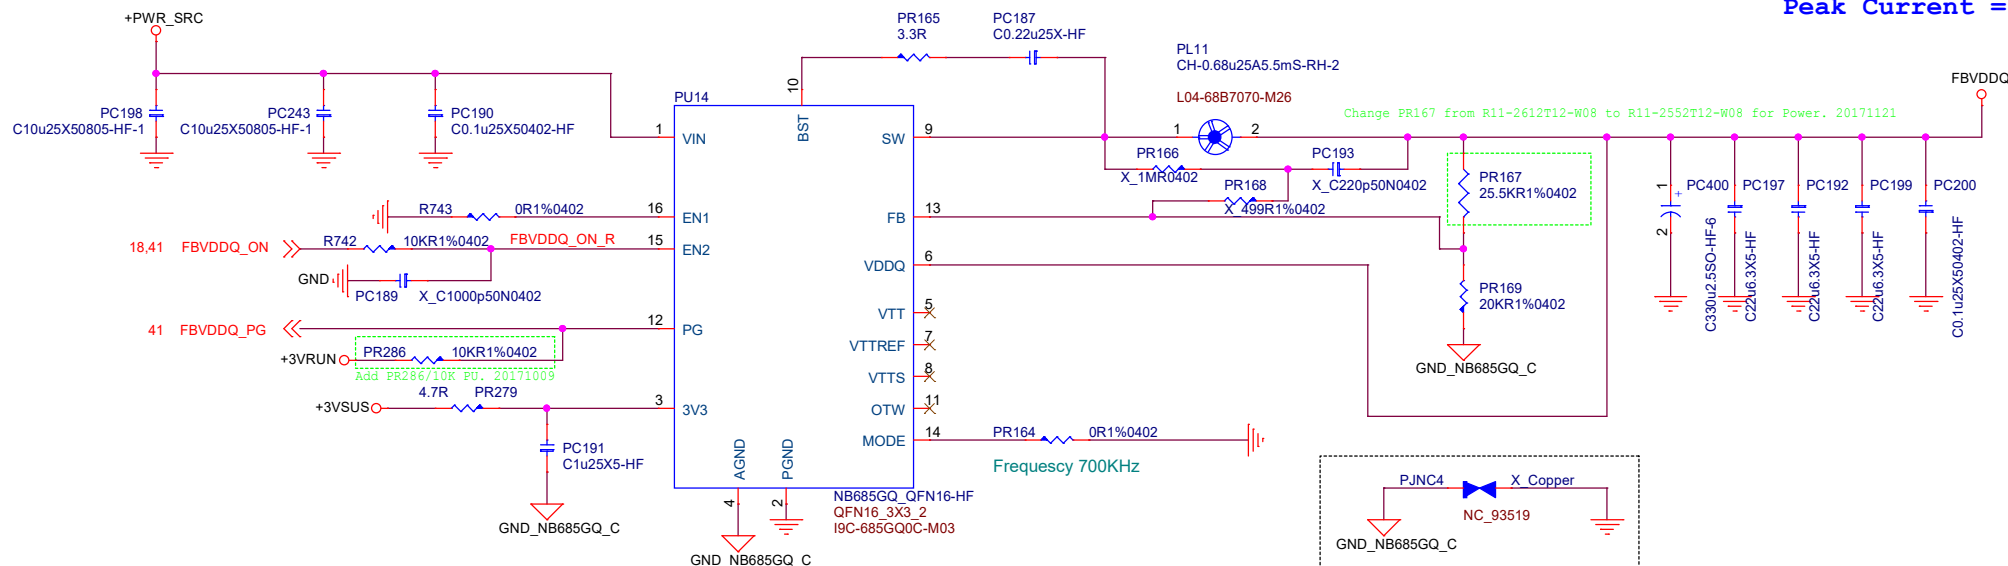 Peak Current =
+PWR_SRC
PR165
3.3R
PC187
C0.22u25X-HF
PL11
CH-0.68u25A5.5mS-RH-2
L04-68B7070-M26
FBVDDQ
Change PR167 from R11-2612T12-W08 to R11-2552T12-W08 for Power. 20171121
PC198
C10u25X50805-HF-1
PC243
C10u25X50805-HF-1
PC190
C0.1u25X50402-HF
PU14
10
BST
1
VIN
SW
9
1
2
PR166
X_1MR0402
PC193
X_C220p50N0402
PR168
X_499R1%0402
PR167
25.5KR1%0402
1
+
2
PC400
C330u2.5SO-HF-6
PC197
C22u6.3X5-HF
PC192
C22u6.3X5-HF
PC199
C22u6.3X5-HF
PC200
C0.1u25X50402-HF
R743
0R1%0402
16
EN1
FB
13
18,41
FBVDDQ_ON
R742
10KR1%0402
FBVDDQ_ON_R
15
EN2
VDDQ
6
GND
PC189
X_C1000p50N0402
PR169
20KR1%0402
GND_NB685GQ_C
VTT
5
41
FBVDDQ_PG
12
PG
VTTREF
7
+3VRUN
PR286
10KR1%0402
Add PR286/10K PU. 20171009
VTTS
8
+3VSUS
4.7R
PR279
3
3V3
OTW
11
PC191
C1u25X5-HF
GND_NB685GQ_C
MODE
14
PR164
0R1%0402
Frequescy 700KHz
AGND
4
PGND
2
GND_NB685GQ_C
NB685GQ_QFN16-HF
QFN16_3X3_2
I9C-685GQ0C-M03
PJNC4
X_Copper
NC_93519
GND_NB685GQ_C